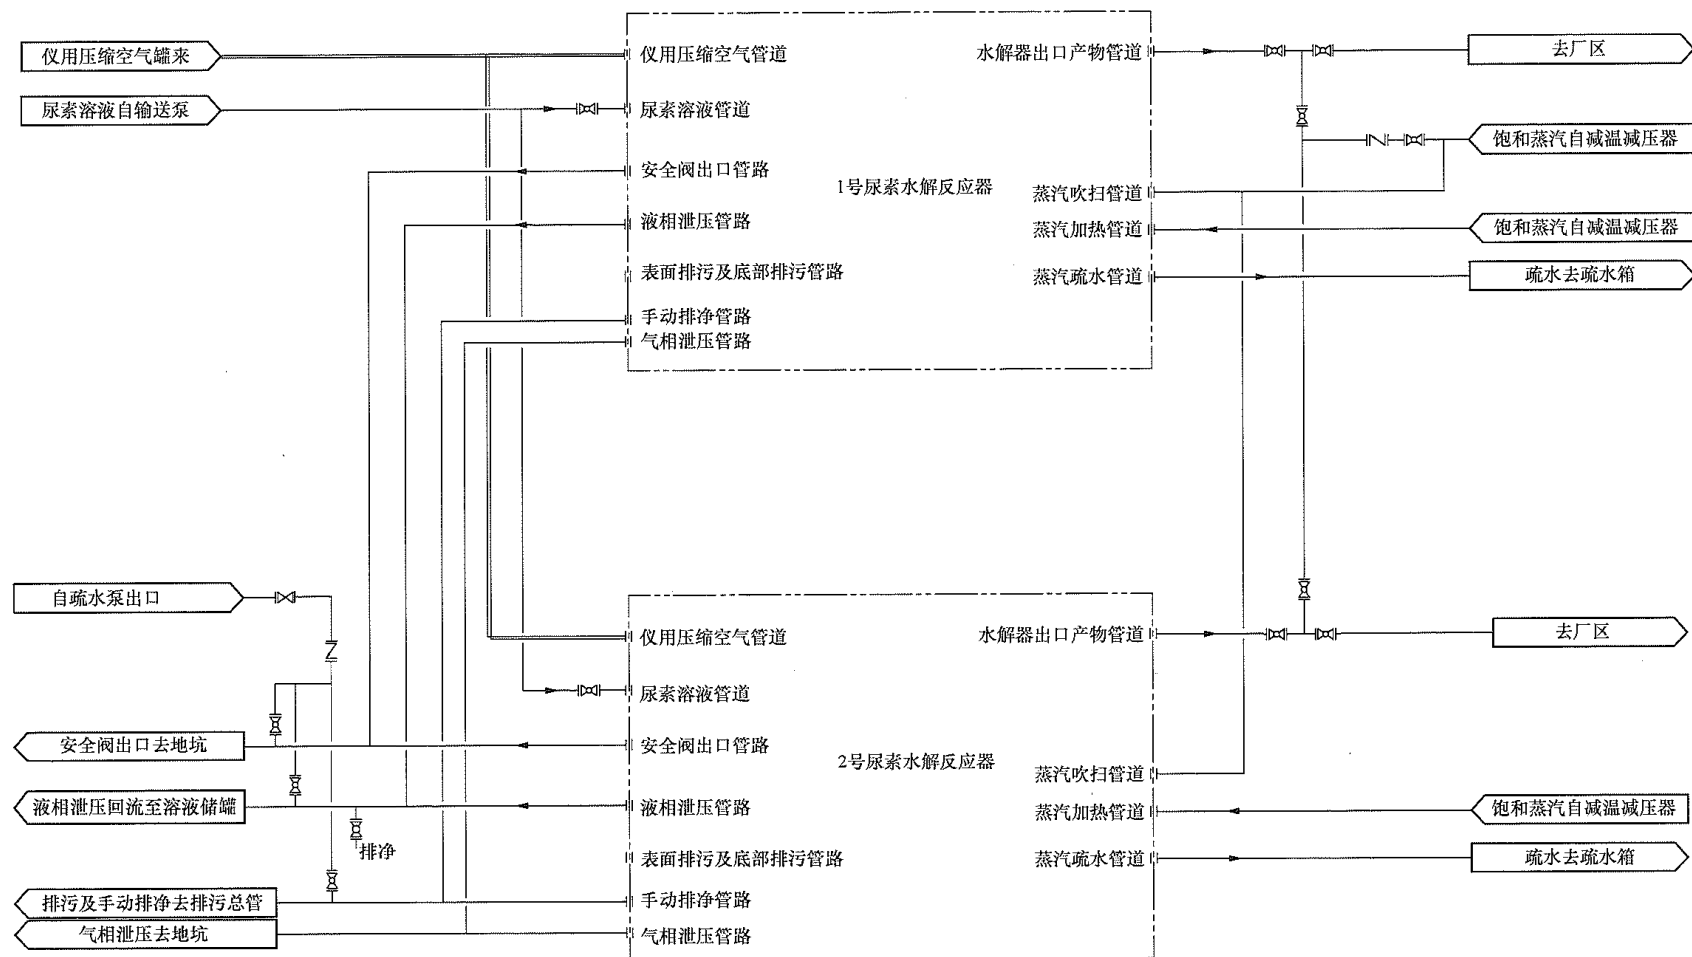 仪用压缩空气罐来
仪用压缩空气管道
水解器出口产物管道
去厂区
尿素溶液自输送泵
尿素溶液管道
饱和蒸汽自减温减压器
安全阀出口管路
1号尿素水解反应器
蒸汽吹扫管道
液相泄压管路
蒸汽加热管道
饱和蒸汽自减温减压器
表面排污及底部排污管路
蒸汽疏水管道
疏水去疏水箱
手动排净管路
气相泄压管路
自疏水泵出口
仪用压缩空气管道
水解器出口产物管道
去厂区
尿素溶液管道
安全阀出口去地坑
安全阀出口管路
2号尿素水解反应器
蒸汽吹扫管道
液相泄压回流至溶液储罐
液相泄压管路
蒸汽加热管道
饱和蒸汽自减温减压器
排净
表面排污及底部排污管路
蒸汽疏水管道
疏水去疏水箱
排污及手动排净去排污总管
手动排净管路
气相泄压去地坑
气相泄压管路